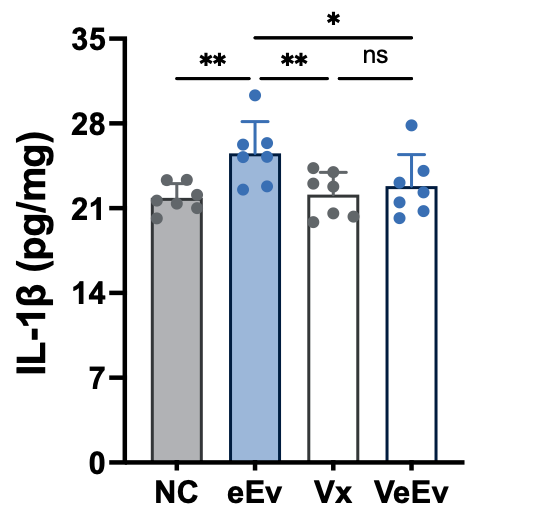 *
** ** ns
35
28
21
14
7
0
IL-1β (pg/mg)
NC eEv Vx VeEv